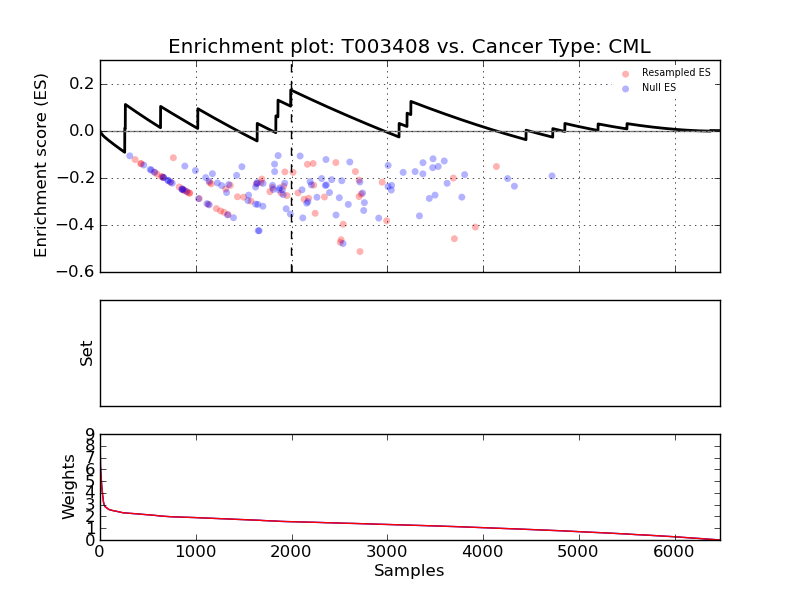 Enrichment plot: T003408 vs. Cancer Type: CML
Enrichment score (ES)
0.2
0.0
−0.2
−0.4
−0.6
Resampled ES
Null ES
Set
Weights
9
8
7
6
5
4
3
2
1
0
0 1000 2000 3000 4000 5000 6000
Samples